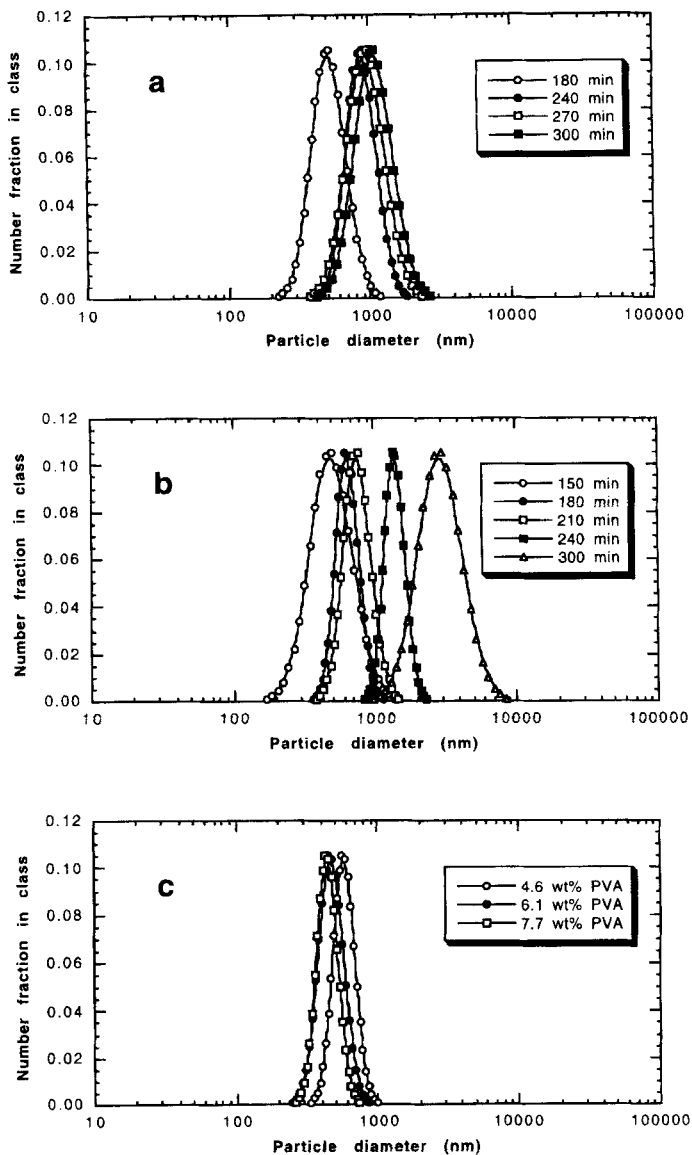 a
Number fraction in class
0.12
0.10
0.08
0.06
0.04
0.02
0.00
10 100 1000 10000 100000
Particle diameter (nm)
180 min
240 min
270 min
300 min
b
Number fraction in class
0.12
0.10
0.08
0.06
0.04
0.02
0.00
10 100 1000 10000 100000
Particle diameter (nm)
150 min
180 min
210 min
240 min
300 min
c
Number fraction in class
0.12
0.10
0.08
0.06
0.04
0.02
0.00
10 100 1000 10000 100000
Particle diameter (nm)
4.6 wt% PVA
6.1 wt% PVA
7.7 wt% PVA